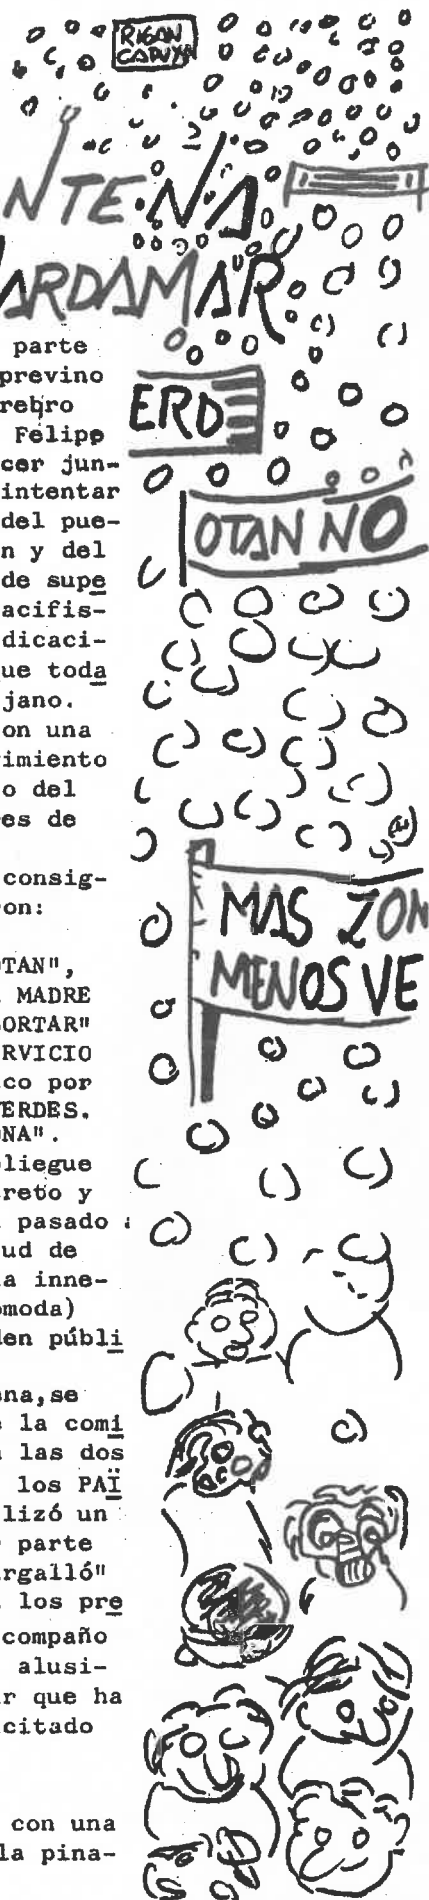 RIGAN
CAPUYA
NTENA
ARDAMAR
parte
previno
rebro
Felipe
cer jun-
intentar
del pue-
n y del
de supe
acifis-
dicaci-
ue toda
jano.
on una
imiento
o del
es de
consig-
ron:
OTAN",
MADRE
ORTAR"
RVICIO
co por
ERDES.
NA".
liegue
reto y
pasado a
ud de
a inne-
omoda)
den públi
ana,se
e la comi
a las dos
los PAÏ
lizó un
parte
rgalló"
los pre
compaño
alusi-
r que ha
citado
con una
la pina-
ERD
OTAN NO
MAS ZON
MENOS VE